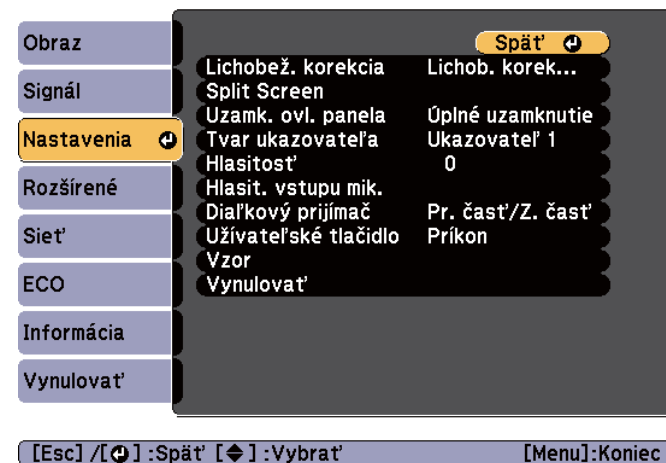 Obraz
Signál
Nastavenia
Rozšírené
Sieť
ECO
Informácia
Vynulovať
Späť
Lichobež. korekcia Lichob. korek...
Split Screen
Uzamk. ovl. panela Úplné uzamknutie
Tvar ukazovateľa Ukazovateľ 1
Hlasitosť 0
Hlasit. vstupu mik.
Diaľkový prijímač Pr. časť/Z. časť
Užívateľské tlačidlo Príkon
Vzor
Vynulovať
[Esc] /[⏎] :Späť [◆] :Vybrať [Menu]:Koniec